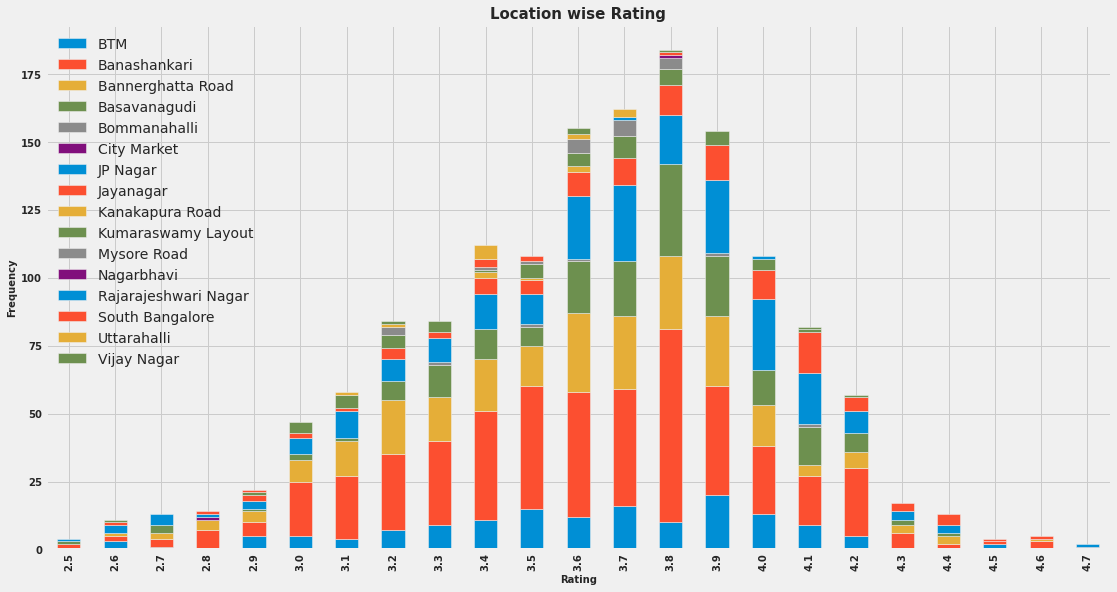 Location wise Rating
BTM
Banashankari
Bannerghatta Road
Basavanagudi
Bommanahalli
City Market
JP Nagar
Jayanagar
Kanakapura Road
Kumaraswamy Layout
Mysore Road
Nagarbhavi
Rajarajeshwari Nagar
South Bangalore
Uttarahalli
Vijay Nagar
Frequency
175
150
125
100
75
50
25
0
2.5 2.6 2.7 2.8 2.9 3.0 3.1 3.2 3.3 3.4 3.5 3.6 3.7 3.8 3.9 4.0 4.1 4.2 4.3 4.4 4.5 4.6 4.7
Rating